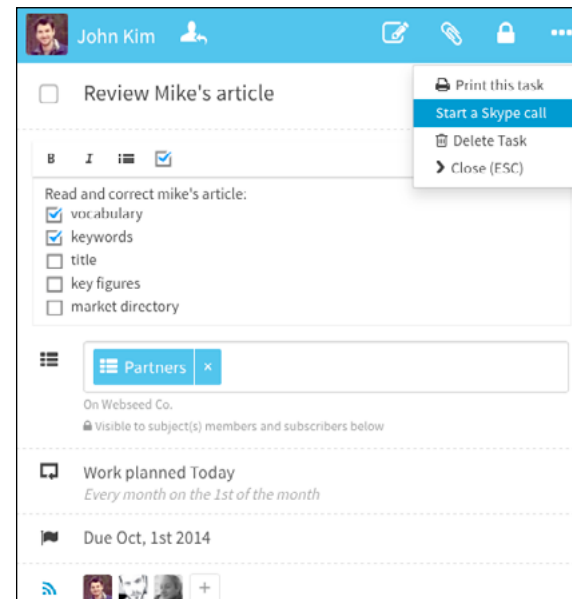 John Kim
Review Mike's article
Print this task
Start a Skype call
Delete Task
Close (ESC)
B I
Read and correct mike's article:
vocabulary
keywords
title
key figures
market directory
Partners ×
On Webseed Co.
Visible to subject(s) members and subscribers below
Work planned Today
Every month on the 1st of the month
Due Oct, 1st 2014
+